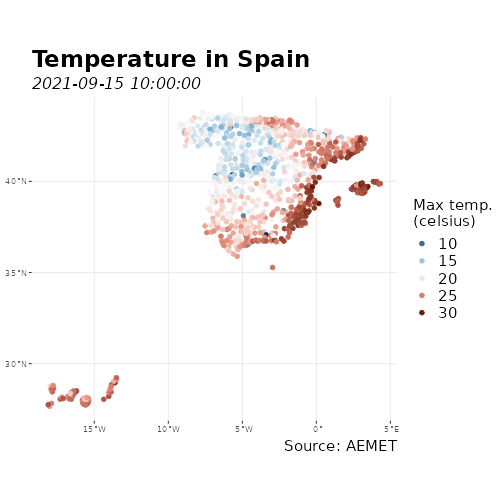 Temperature in Spain
2021-09-15 10:00:00
40°N
35°N
30°N
15°W
10°W
5°W
0°
5°E
Max temp.
(celsius)
10
15
20
25
30
Source: AEMET